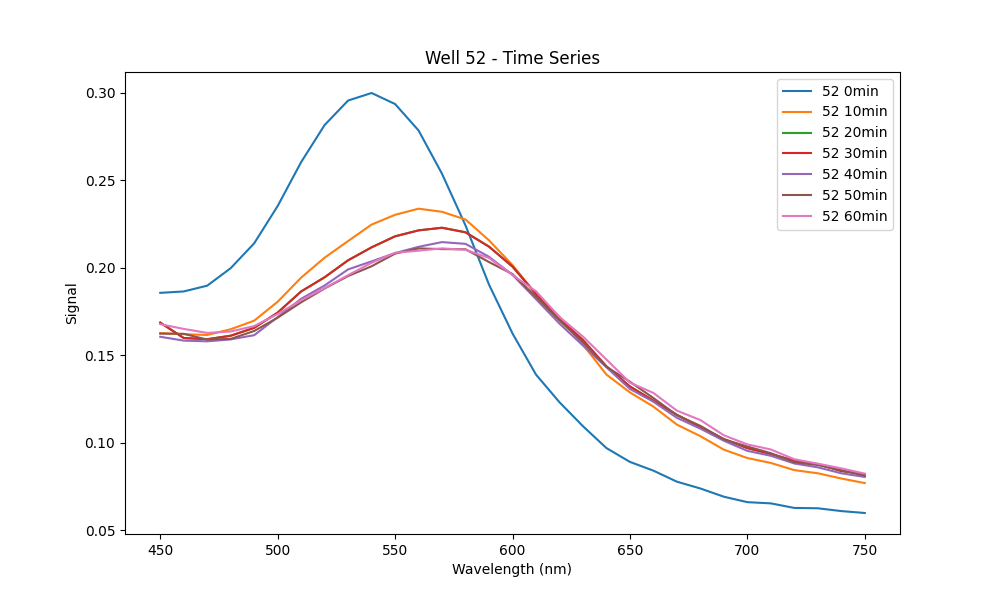 Well 52 - Time Series
52 0min
52 10min
52 20min
52 30min
52 40min
52 50min
52 60min
Signal
0.30
0.25
0.20
0.15
0.10
0.05
450 500 550 600 650 700 750
Wavelength (nm)